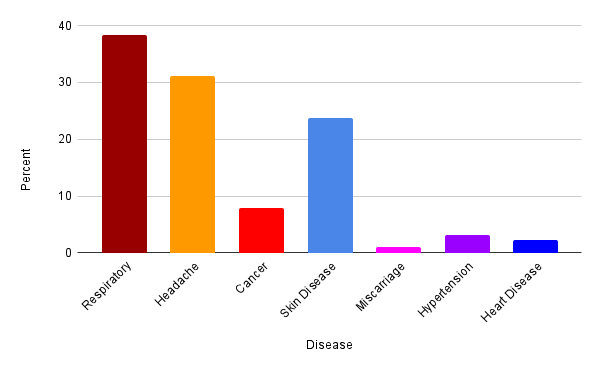 40
30
20
10
0
Percent
Respiratory
Headache
Cancer
Skin Disease
Miscarriage
Hypertension
Heart Disease
Disease